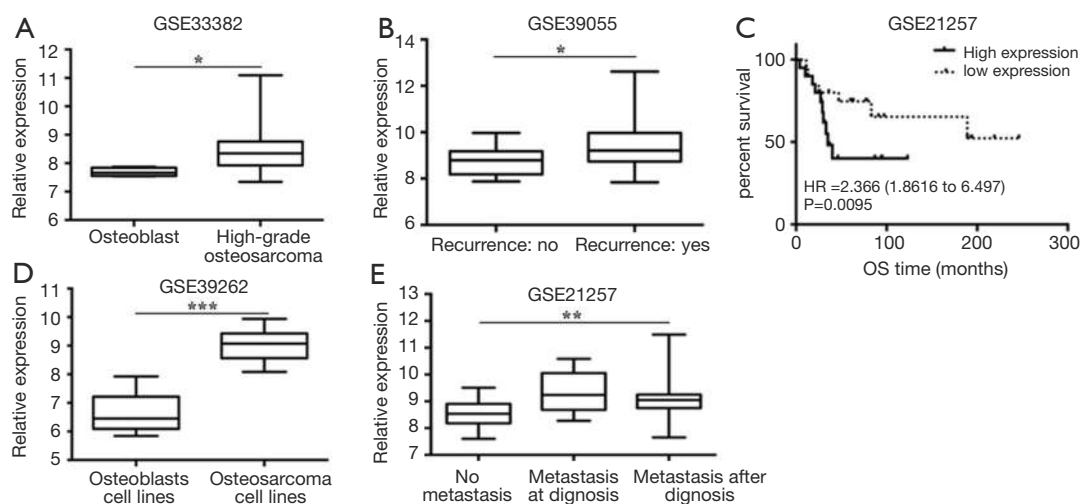 A
GSE33382
*
Relative expression
12
11
10
9
8
7
6
Osteoblast
High-grade
osteosarcoma
B
GSE39055
*
Relative expression
14
12
10
8
6
Recurrence: no
Recurrence: yes
C
GSE21257
High expression
low expression
percent survival
100
50
0
HR =2.366 (1.8616 to 6.497)
P=0.0095
0
100
200
300
OS time (months)
D
GSE39262
***
Relative expression
11
10
9
8
7
6
5
Osteoblasts
cell lines
Osteosarcoma
cell lines
E
GSE21257
**
Relative expression
13
12
11
10
9
8
7
No
metastasis
Metastasis
at dignosis
Metastasis after
dignosis